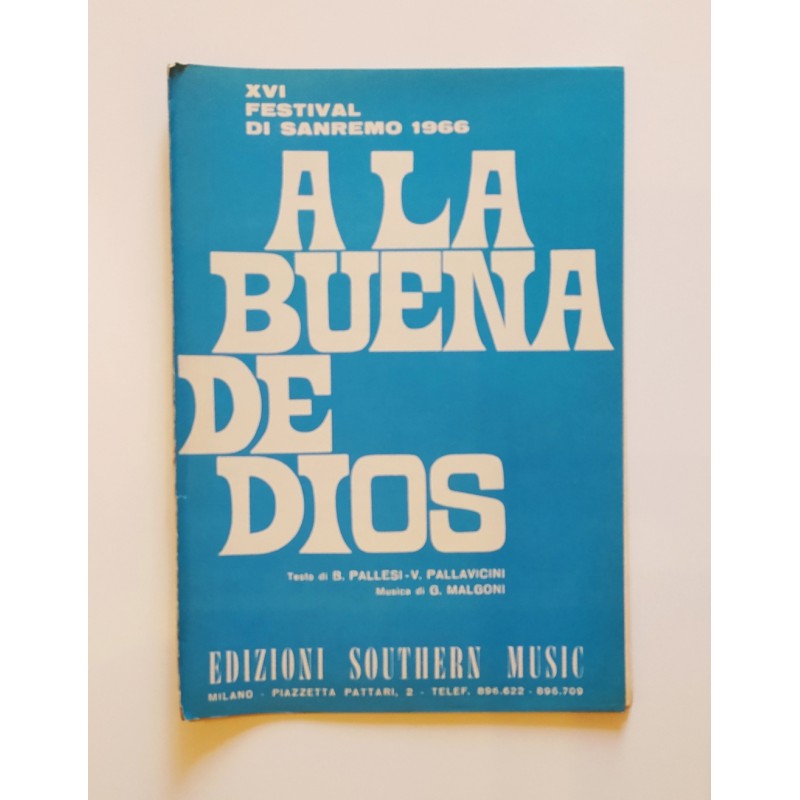 XVI
FESTIVAL
DI SANREMO 1966
A LA
BUENA
DE
DIOS
Testo di B. PALLESI - V. PALLAVICINI
Musica di G. MALGONI
EDIZIONI SOUTHERN MUSIC
MILANO - PIAZZETTA PATTARI, 2 - TELEF. 896.622 - 896.709